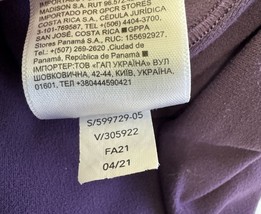 MADISON S.A. RUT 96.572
IMPORTADO POR GPCR STORES
COSTA RICA S.A. CÉDULA JURÍDICA
3-101-769587, TEL +(506) 4404-3700,
SAN JOSÉ, COSTA RICA GPPA
Stores Panamá S.A., RUC: 155692927,
Tel: +(507) 269-2620 ,Ciudad de
Panamá, República de Panamá
ІМПОРТЕР: ТОВ «ГАП УКРАЇНА» ВУЛ
ШОВКОВИЧНА, 42-44, КИЇВ, УКРАЇНА
01601, ТЕЛ +380444590421
S/599729-05
V/305922
FA21
04/21